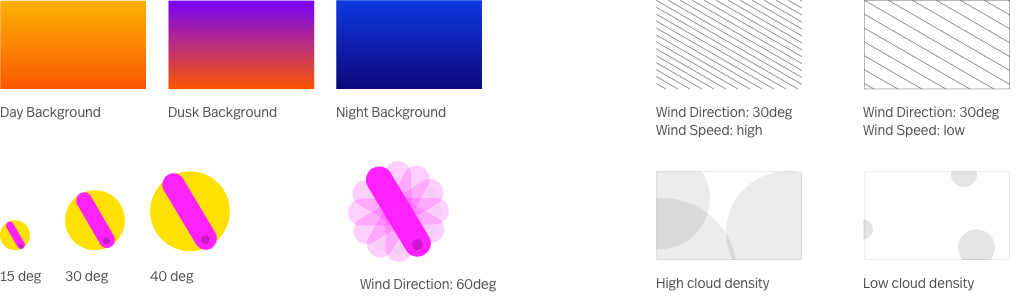 Day Background
Dusk Background
Night Background
Wind Direction: 30deg
Wind Speed: high
Wind Direction: 30deg
Wind Speed: low
15 deg
30 deg
40 deg
Wind Direction: 60deg
High cloud density
Low cloud density